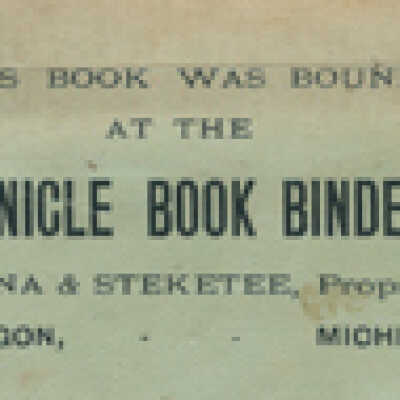 S BOOK WAS BOUN
AT THE
NICLE BOOK BINDE
NA & STEKETEE, Prop
GON, - - MICHI